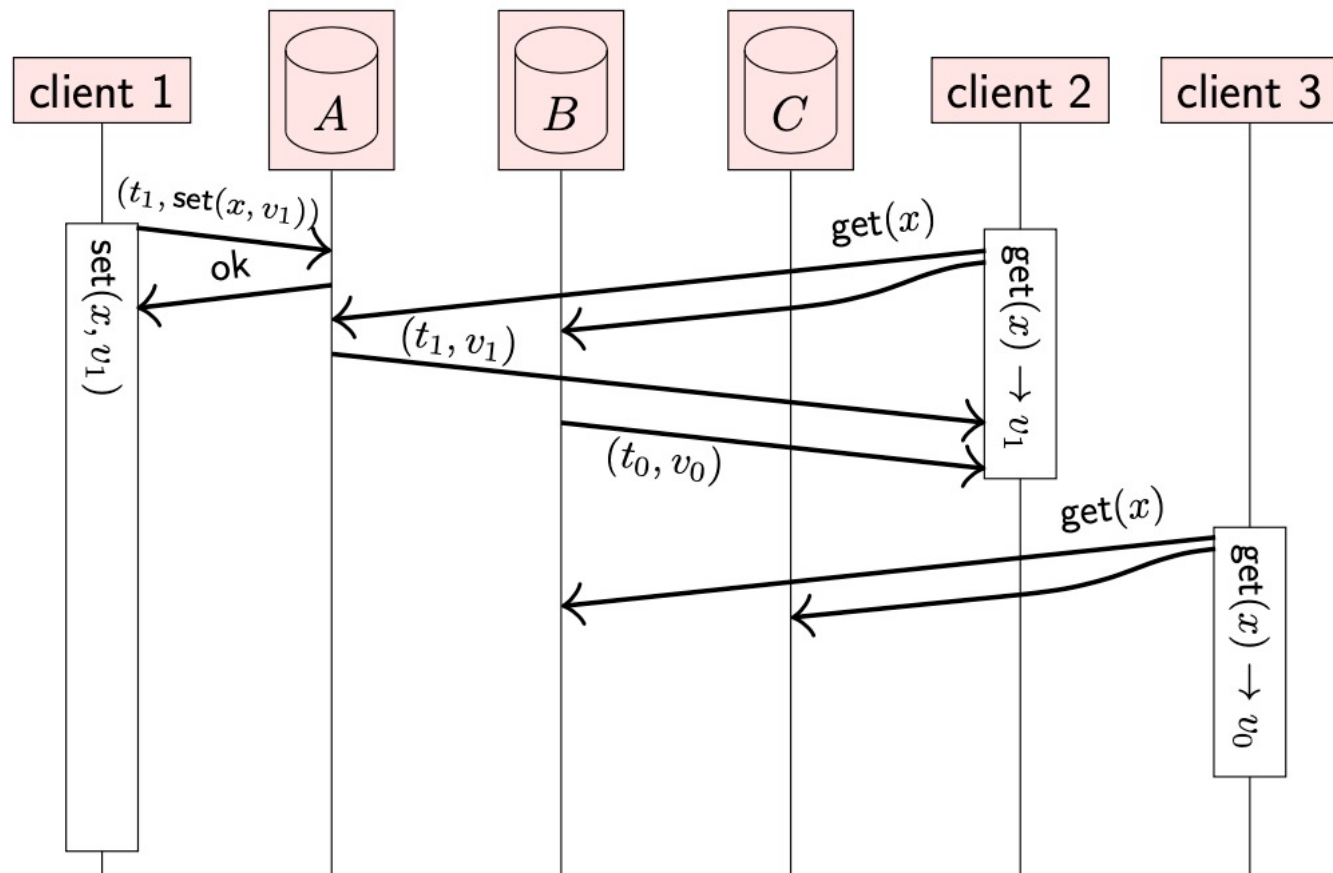 client 1
A
B
C
client 2
client 3
(t₁, set(x, v₁))
set(x, v₁)
ok
get(x)
get(x) → v₁
(t₁, v₁)
(t₀, v₀)
get(x)
get(x) → v₀